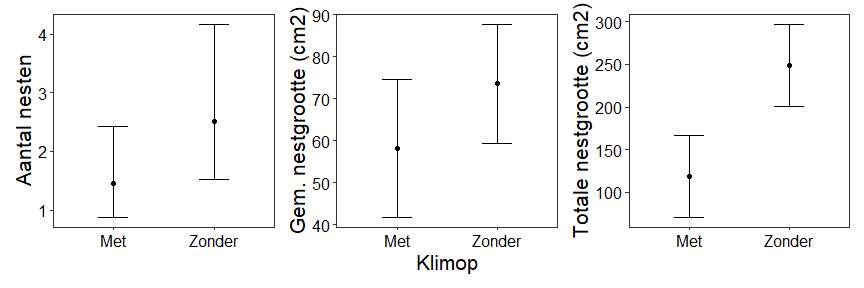 Aantal nesten
4
3
2
1
Met Zonder
Gem. nestgrootte (cm2)
90
80
70
60
50
40
Met Zonder
Klimop
Totale nestgrootte (cm2)
300
250
200
150
100
Met Zonder